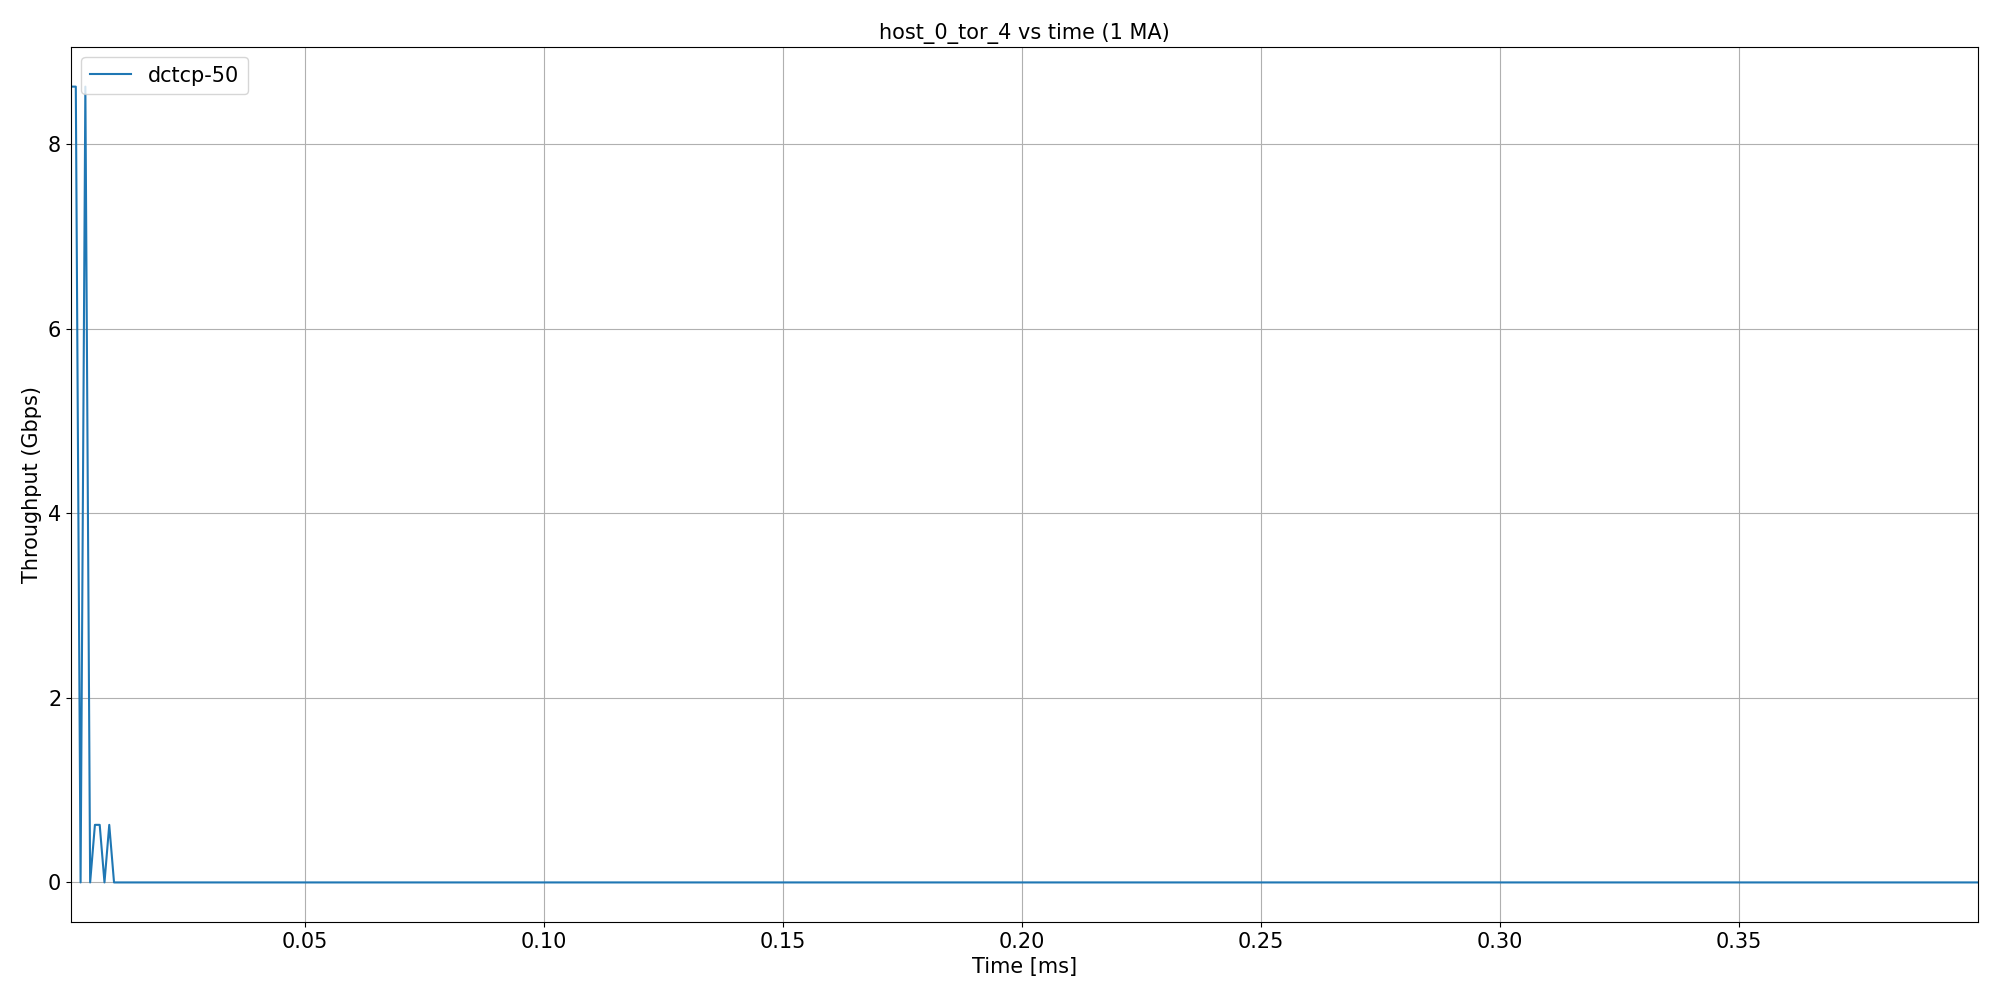 host_0_tor_4 vs time (1 MA)
dctcp-50
8
6
4
2
0
Throughput (Gbps)
0.05 0.10 0.15 0.20 0.25 0.30 0.35
Time [ms]